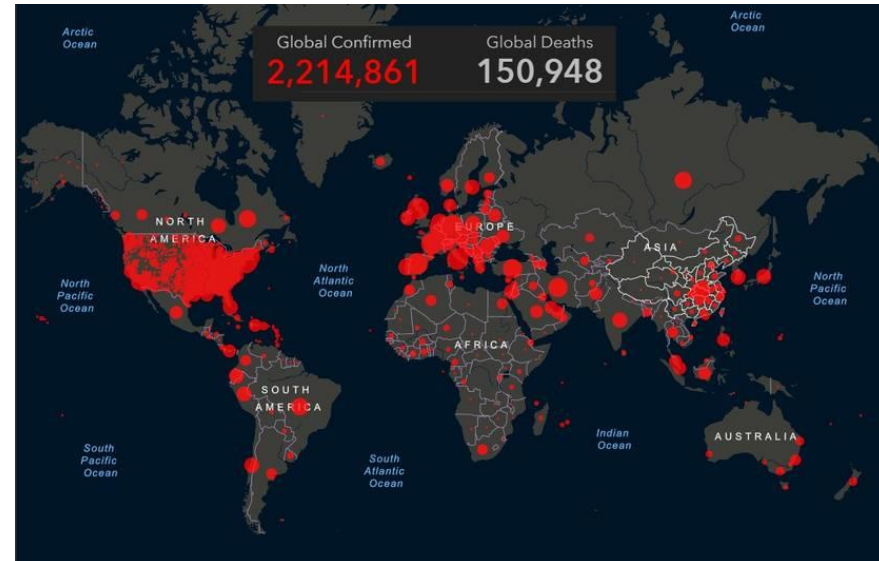 Arctic
Ocean
Arctic
Ocean
Global Confirmed
2,214,861
Global Deaths
150,948
NORTH
AMERICA
EUROPE
ASIA
North
Pacific
Ocean
North
Atlantic
Ocean
North
Pacific
Ocean
AFRICA
SOUTH
AMERICA
Indian
Ocean
AUSTRALIA
South
Pacific
Ocean
South
Atlantic
Ocean